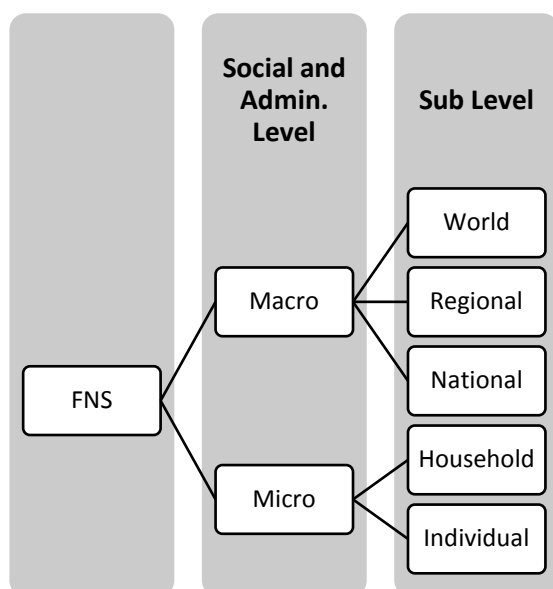 Social and
Admin.
Level
Sub Level
World
Macro
Regional
National
FNS
Household
Micro
Individual